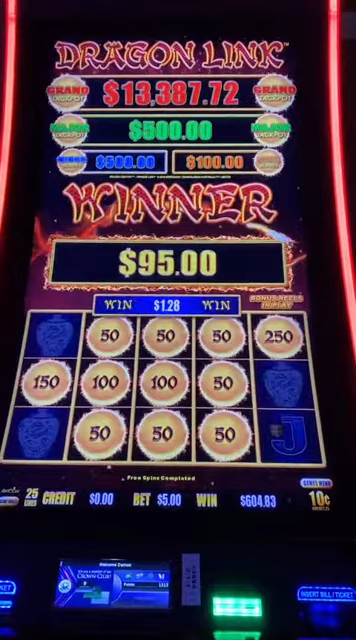 DRAGON LINK™
GRAND JACKPOT $13,387.72 GRAND JACKPOT
MAJOR JACKPOT $500.00 MAJOR JACKPOT
$500.00 $100.00
WINNER
$95.00
WIN $1.28 WIN
BONUS REELS
IN PLAY
50 50 50 250
150 100 100 50
50 50 50 J
Free Spins Completed
25 CREDIT $0.00 BET $5.00 WIN $604.83 10¢
Welcome
CROWN CLUB
INSERT BILL/TICKET